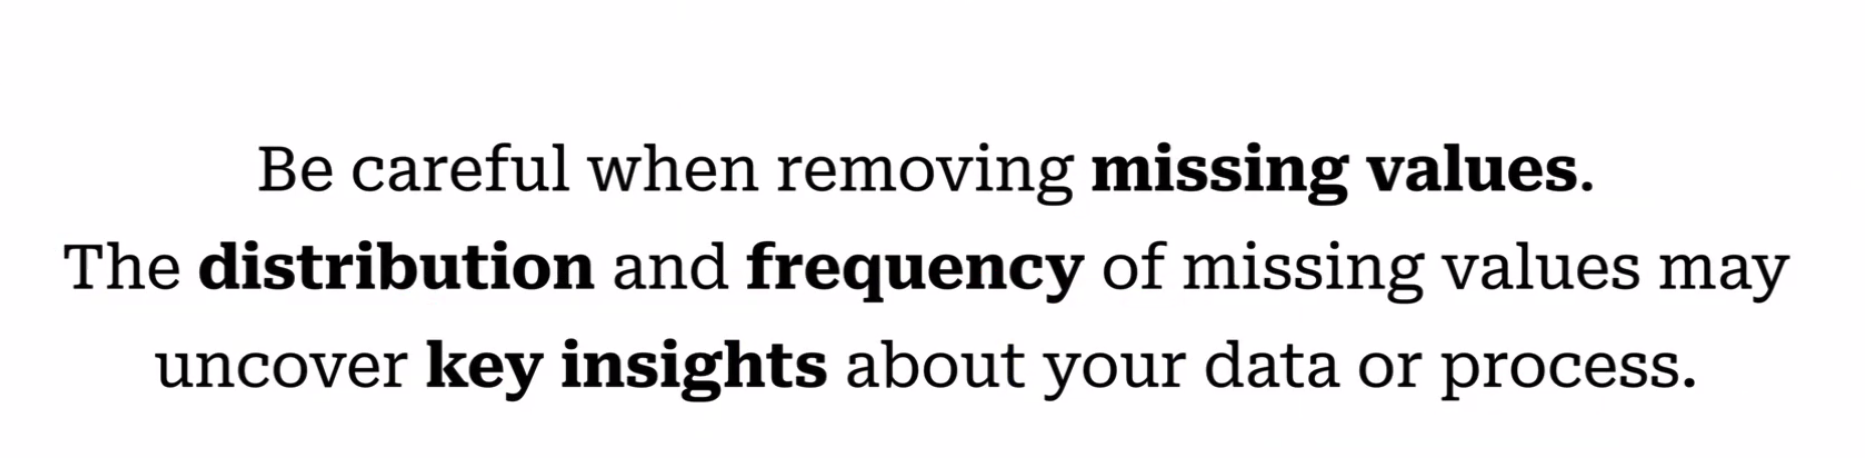 Be careful when removing missing values.
The distribution and frequency of missing values may
uncover key insights about your data or process.